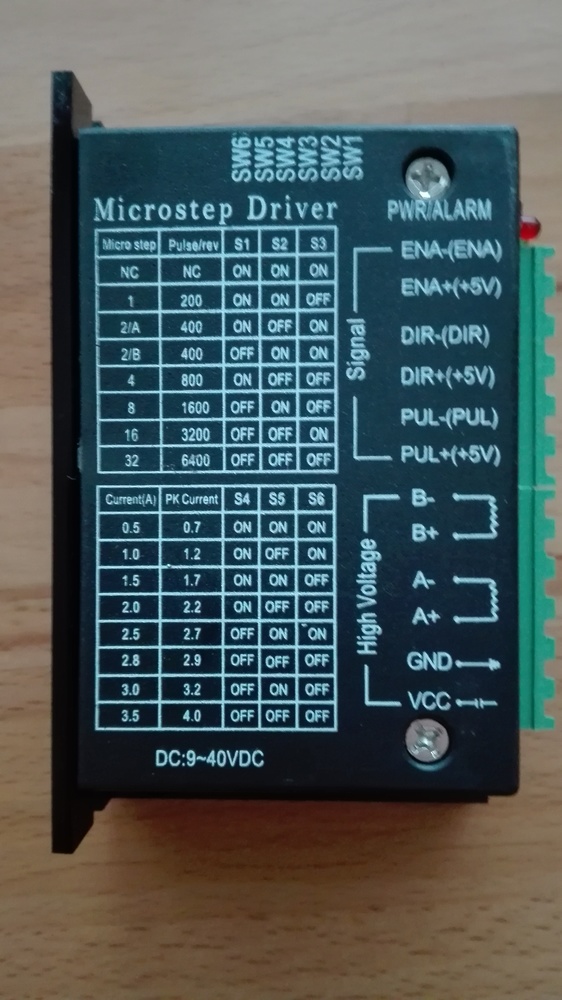 SW6
SW5
SW4
SW3
SW2
SW1
Microstep Driver
Micro step Pulse/rev S1 S2 S3
NC NC ON ON ON
1 200 ON ON OFF
2/A 400 ON OFF ON
2/B 400 OFF ON ON
4 800 ON OFF OFF
8 1600 OFF ON OFF
16 3200 OFF OFF ON
32 6400 OFF OFF OFF
Current(A) PK Current S4 S5 S6
0.5 0.7 ON ON ON
1.0 1.2 ON OFF ON
1.5 1.7 ON ON OFF
2.0 2.2 ON OFF OFF
2.5 2.7 OFF ON ON
2.8 2.9 OFF OFF OFF
3.0 3.2 OFF ON OFF
3.5 4.0 OFF OFF OFF
DC:9~40VDC
PWR/ALARM
Signal
ENA-(ENA)
ENA+(+5V)
DIR-(DIR)
DIR+(+5V)
PUL-(PUL)
PUL+(+5V)
High Voltage
B-
B+
A-
A+
GND
VCC